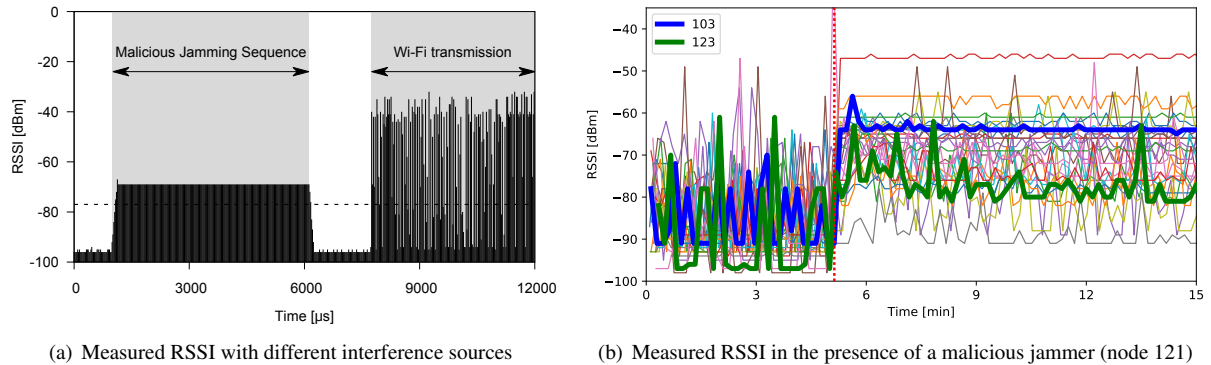 0
-20
-40
-60
-80
-100
RSSI [dBm]
Malicious Jamming Sequence
Wi-Fi transmission
0 3000 6000 9000 12000
Time [µs]
(a) Measured RSSI with different interference sources
103
123
−40
−50
−60
−70
−80
−90
−100
RSSI [dBm]
0 3 6 9 12 15
Time [min]
(b) Measured RSSI in the presence of a malicious jammer (node 121)